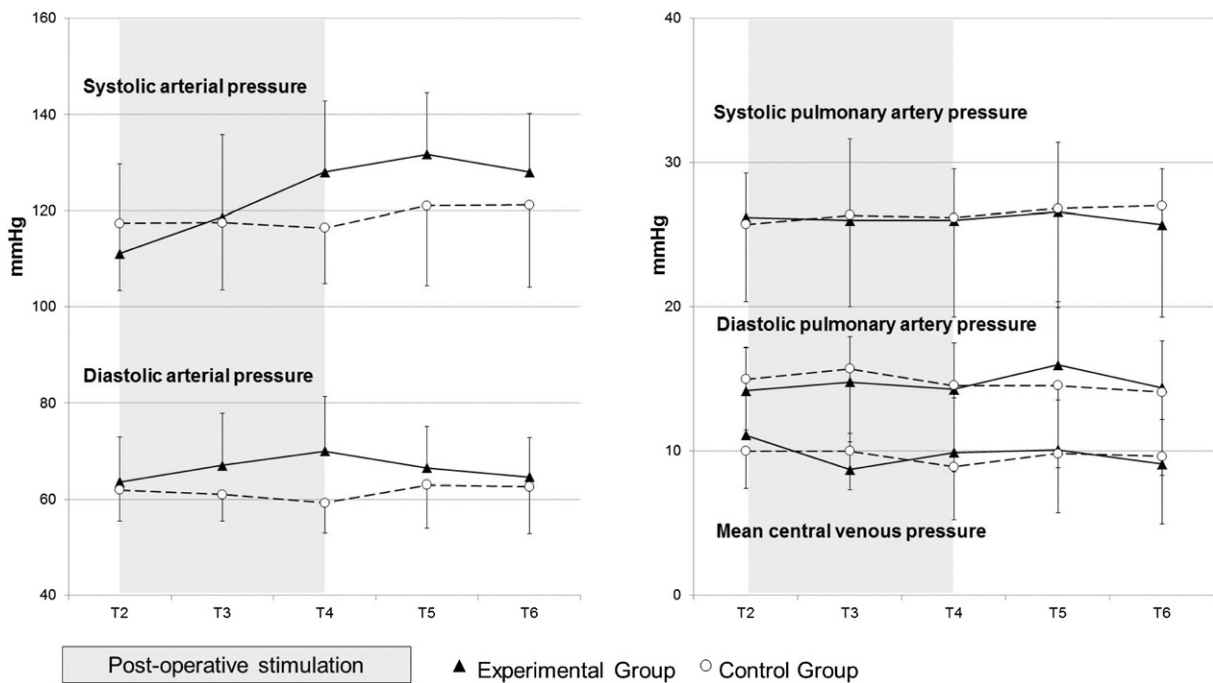 160
140
120
100
80
60
40
mmHg
Systolic arterial pressure
Diastolic arterial pressure
T2 T3 T4 T5 T6
40
30
20
10
0
mmHg
Systolic pulmonary artery pressure
Diastolic pulmonary artery pressure
Mean central venous pressure
T2 T3 T4 T5 T6
Post-operative stimulation
Experimental Group
Control Group